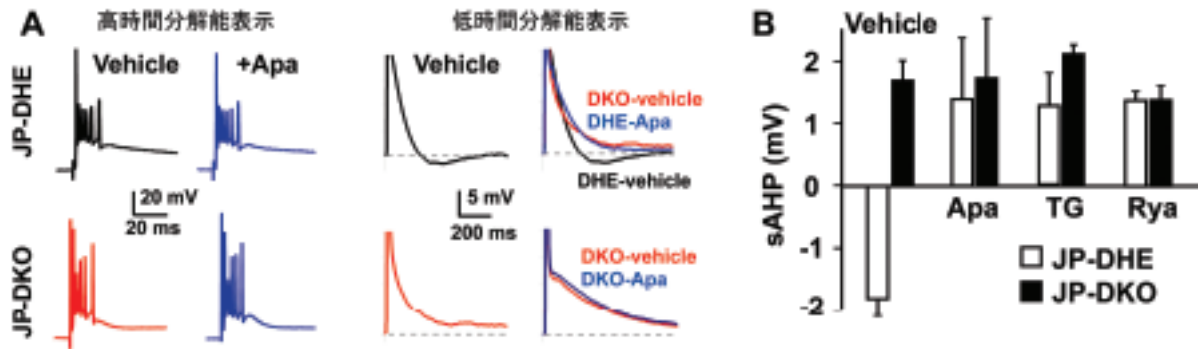 A
高時間分解能表示
低時間分解能表示
JP-DHE
Vehicle
+Apa
Vehicle
DKO-vehicle
DHE-Apa
DHE-vehicle
20 mV
20 ms
5 mV
200 ms
JP-DKO
DKO-vehicle
DKO-Apa
B
Vehicle
sAHP (mV)
2
1
0
-1
-2
Apa
TG
Rya
JP-DHE
JP-DKO